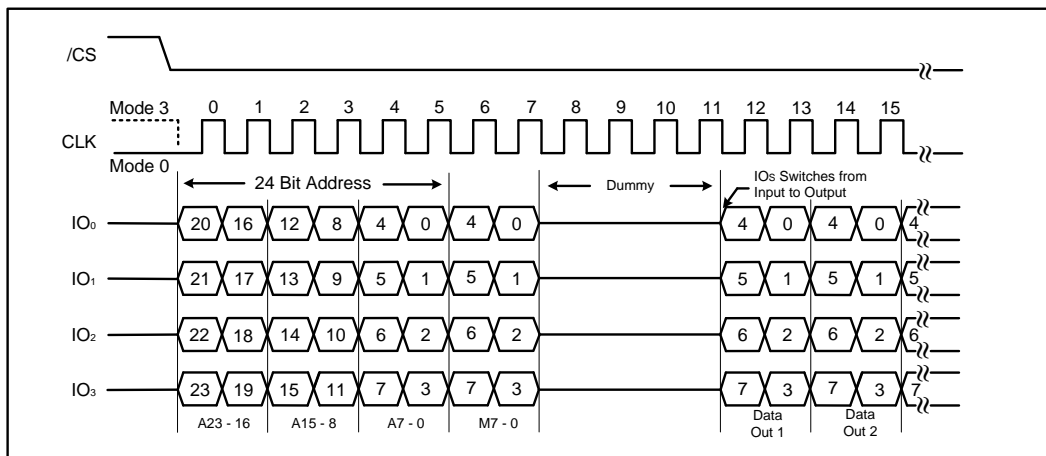 /CS
Mode 3 0 1 2 3 4 5 6 7 8 9 10 11 12 13 14 15
CLK
Mode 0
24 Bit Address Dummy IOs Switches from
Input to Output
IO0 20 16 12 8 4 0 4 0 4 0 4 0 4
IO1 21 17 13 9 5 1 5 1 5 1 5 1 5
IO2 22 18 14 10 6 2 6 2 6 2 6 2 6
IO3 23 19 15 11 7 3 7 3 7 3 7 3 7
A23 - 16 A15 - 8 A7 - 0 M7 - 0 Data Data
Out 1 Out 2